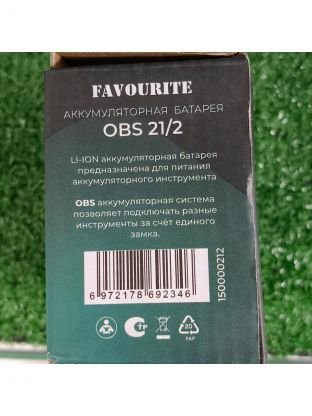 FAVOURITE
АККУМУЛЯТОРНАЯ БАТАРЕЯ
OBS 21/2
LI-ION аккумуляторная батарея
предназначена для питания
аккумуляторного инструмента
OBS аккумуляторная система
позволяет подключать разные
инструменты за счёт единого
замка.
6 972178 692346
150000212
СТР
20
PAP